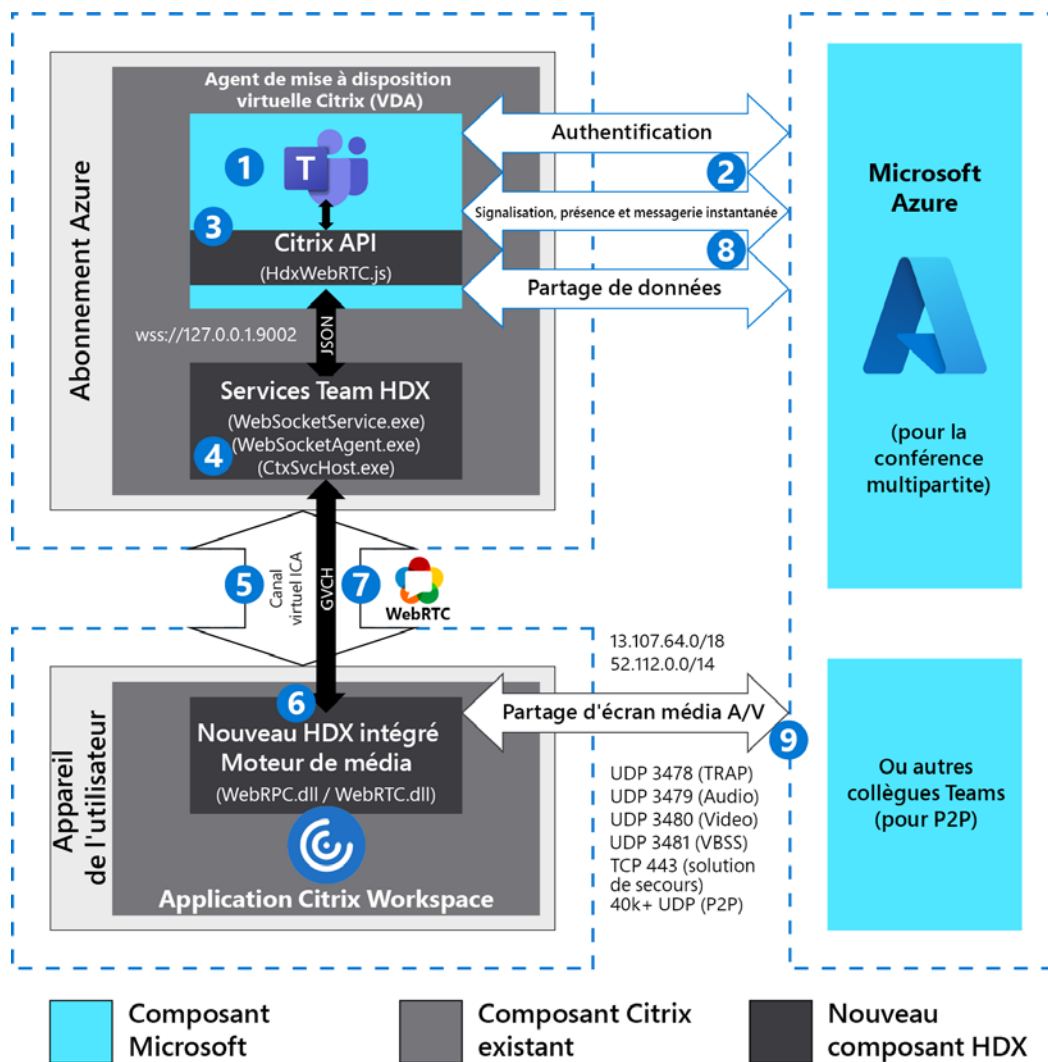 Abonnement Azure
Agent de mise à disposition
virtuelle Citrix (VDA)
1
T
3
Citrix API
(HdxWebRTC.js)
wss://127.0.0.1.9002
JSON
Services Team HDX
(WebSocketService.exe)
(WebSocketAgent.exe)
4
(CtxSvcHost.exe)
Authentification
2
Signalisation, présence et messagerie instantanée
8
Partage de données
Microsoft
Azure
(pour la
conférence
multipartite)
5
Canal
virtuel ICA
GVCH
7
WebRTC
Appareil
de l'utilisateur
6
Nouveau HDX intégré
Moteur de média
(WebRPC.dll / WebRTC.dll)
Application Citrix Workspace
13.107.64.0/18
52.112.0.0/14
Partage d'écran média A/V
9
UDP 3478 (TRAP)
UDP 3479 (Audio)
UDP 3480 (Video)
UDP 3481 (VBSS)
TCP 443 (solution
de secours)
40k+ UDP (P2P)
Ou autres
collègues Teams
(pour P2P)
Composant
Microsoft
Composant Citrix
existant
Nouveau
composant HDX